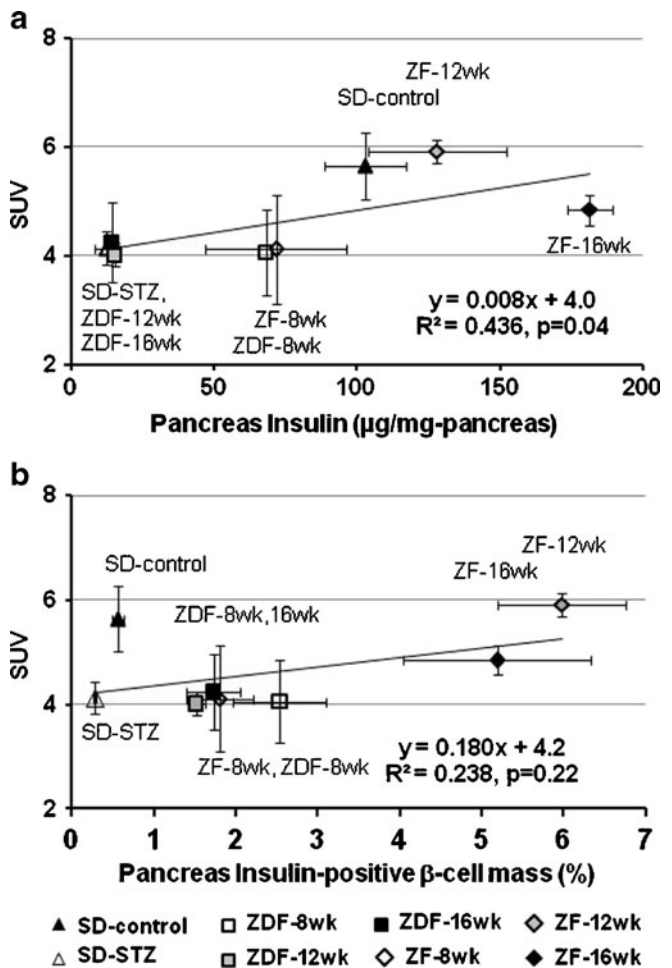 a
8
6
4
2
SUV
ZF-12wk
SD-control
ZF-16wk
SD-STZ,
ZDF-12wk
ZDF-16wk
ZF-8wk
ZDF-8wk
y = 0.008x + 4.0
R² = 0.436, p=0.04
0 50 100 150 200
Pancreas Insulin (µg/mg-pancreas)
b
8
6
4
2
SUV
ZF-12wk
ZF-16wk
SD-control
ZDF-8wk,16wk
SD-STZ
ZF-8wk, ZDF-8wk
y = 0.180x + 4.2
R² = 0.238, p=0.22
0 1 2 3 4 5 6 7
Pancreas Insulin-positive β-cell mass (%)
SD-control ZDF-8wk ZDF-16wk ZF-12wk
SD-STZ ZDF-12wk ZF-8wk ZF-16wk